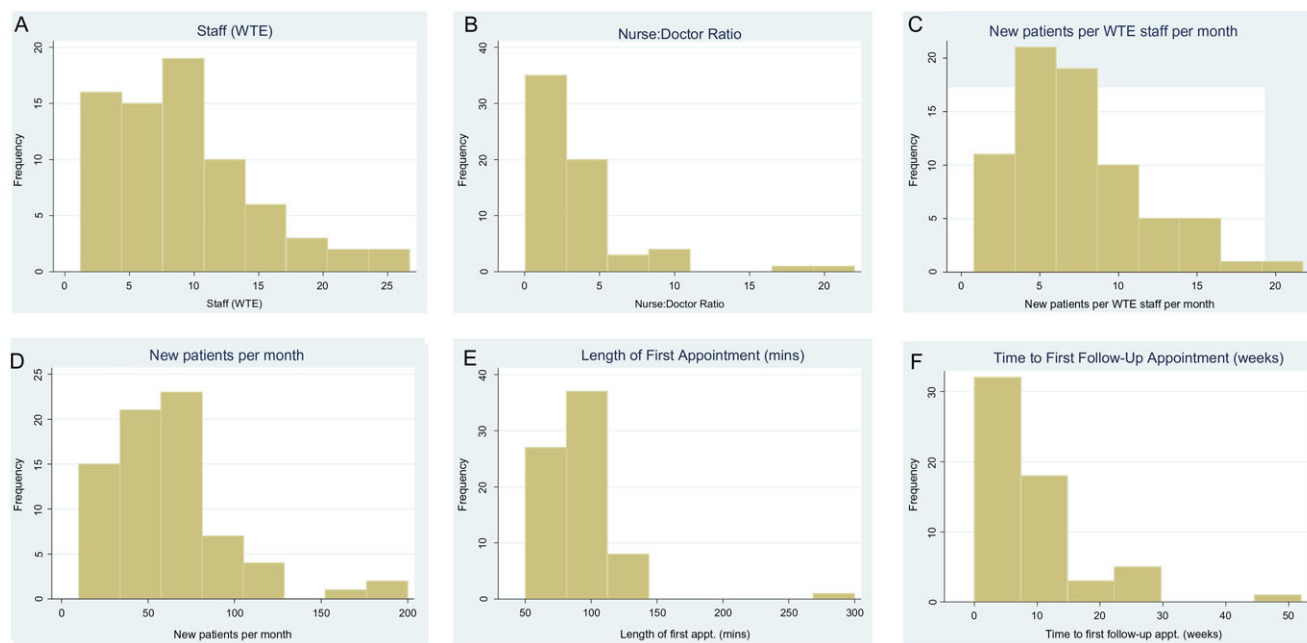 A
Staff (WTE)
Frequency
20
15
10
5
0
0 5 10 15 20 25
Staff (WTE)
B
Nurse:Doctor Ratio
Frequency
40
30
20
10
0
0 5 10 15 20
Nurse:Doctor Ratio
C
New patients per WTE staff per month
Frequency
20
15
10
5
0
0 5 10 15 20
New patients per WTE staff per month
D
New patients per month
Frequency
25
20
15
10
5
0
0 50 100 150 200
New patients per month
E
Length of First Appointment (mins)
Frequency
40
30
20
10
0
50 100 150 200 250 300
Length of first appt. (mins)
F
Time to First Follow-Up Appointment (weeks)
Frequency
30
20
10
0
0 10 20 30 40 50
Time to first follow-up appt. (weeks)